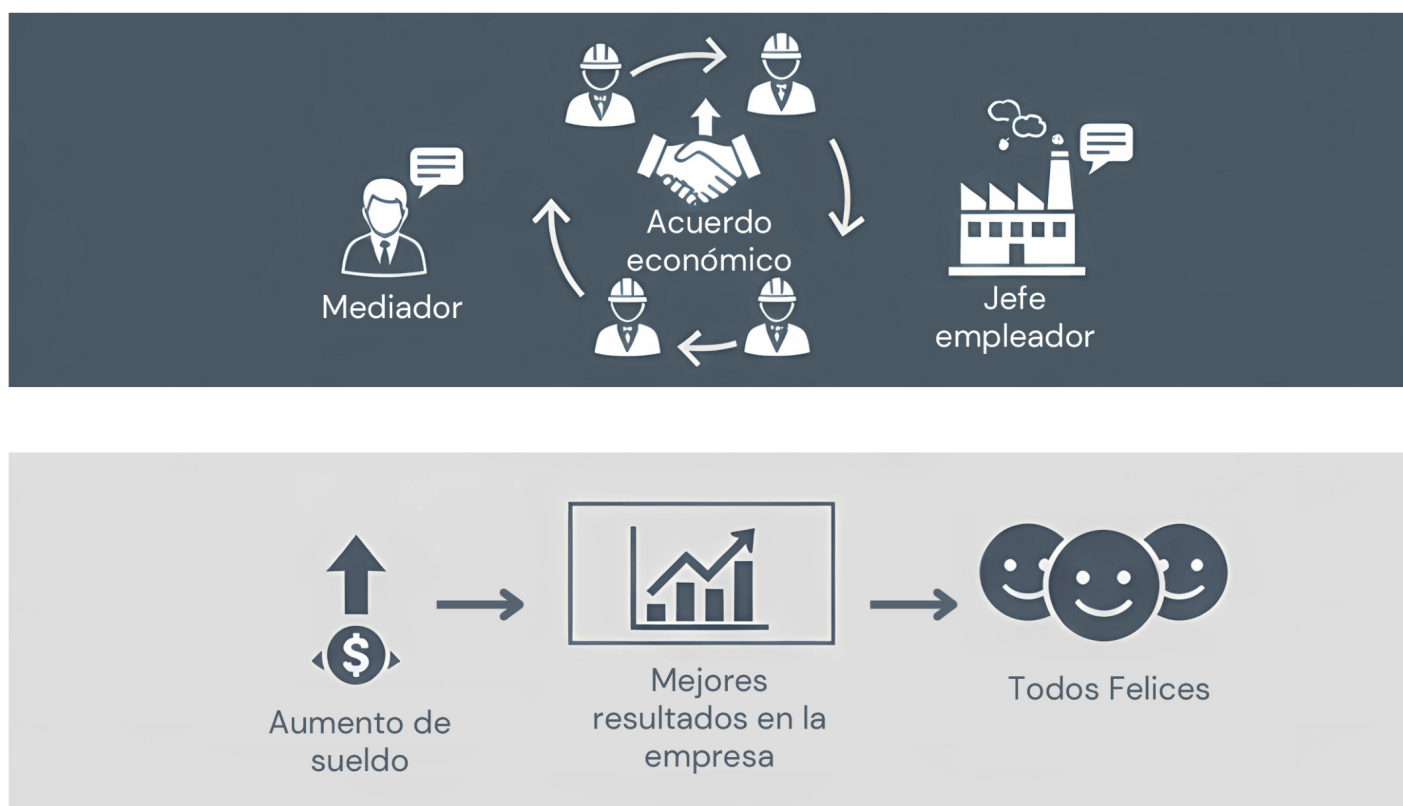 Acuerdo
económico
Mediador
Jefe
empleador
$
Aumento de
sueldo
Mejores
resultados en la
empresa
Todos Felices